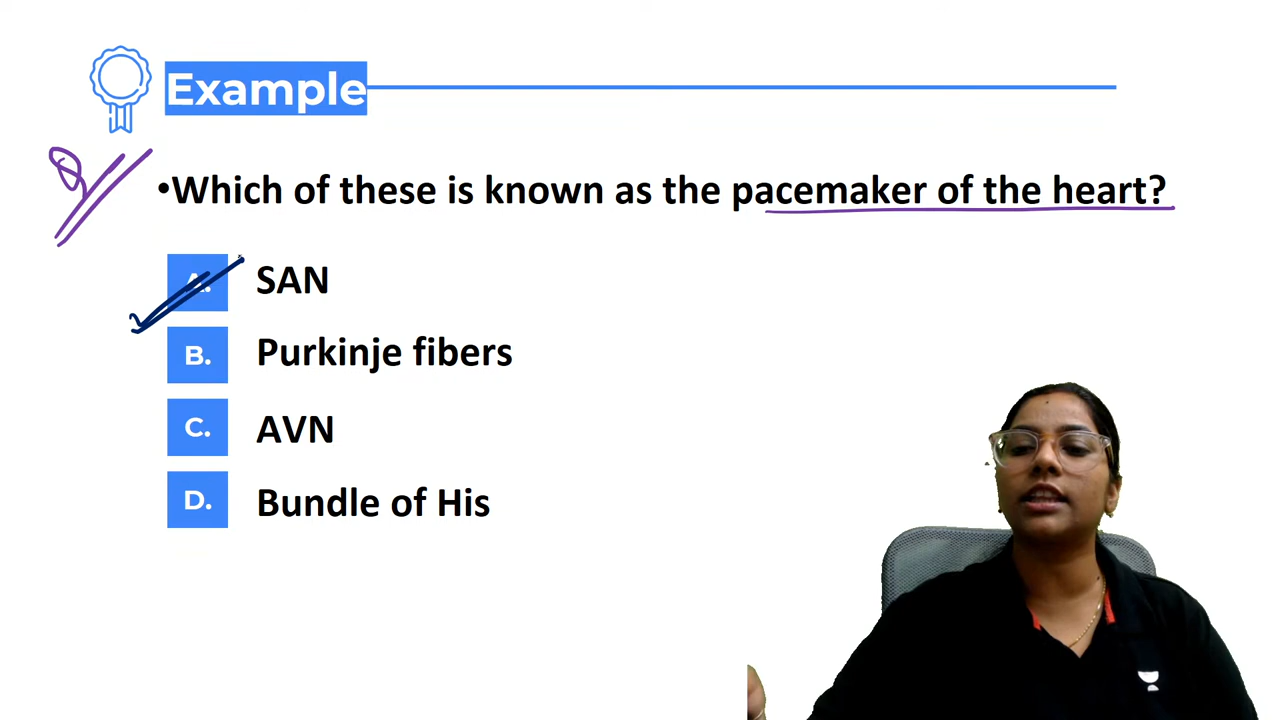 Example
•Which of these is known as the pacemaker of the heart?
A. SAN
B. Purkinje fibers
C. AVN
D. Bundle of His